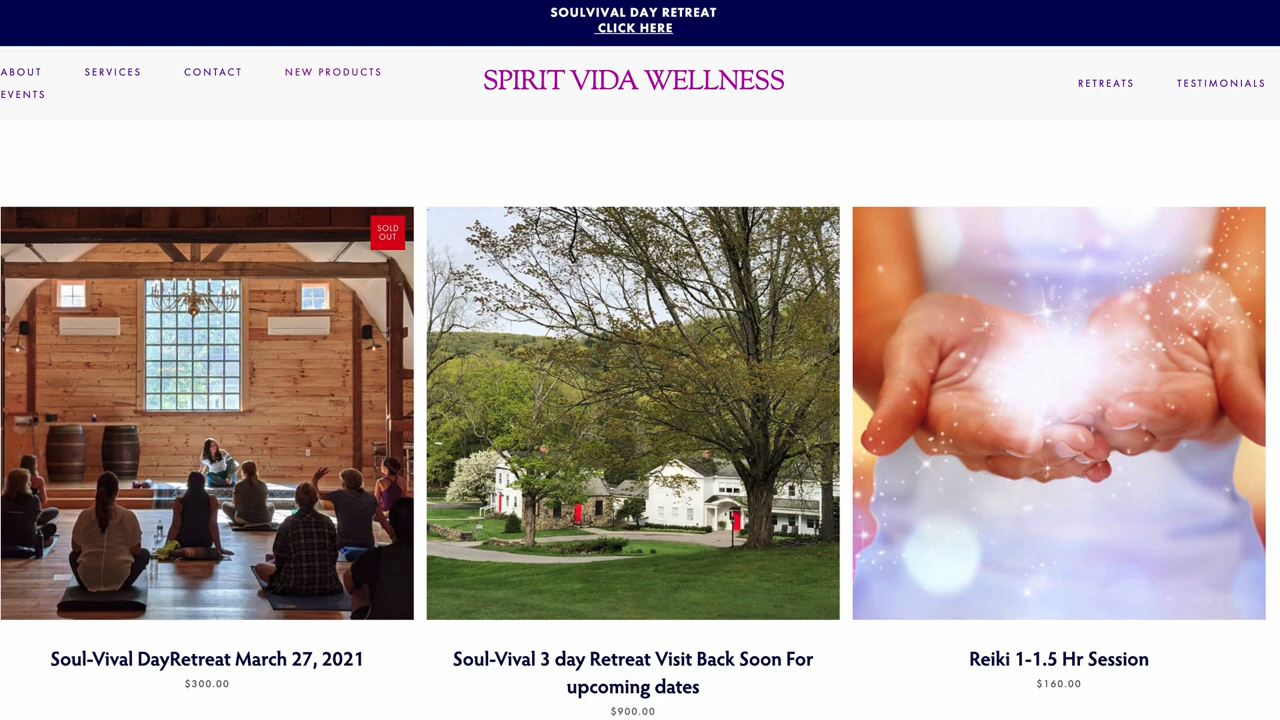 SOULVIVAL DAY RETREAT
CLICK HERE
ABOUT SERVICES CONTACT NEW PRODUCTS
EVENTS
SPIRIT VIDA WELLNESS
RETREATS TESTIMONIALS
SOLD
OUT
Soul-Vival DayRetreat March 27, 2021
$300.00
Soul-Vival 3 day Retreat Visit Back Soon For
upcoming dates
$900.00
Reiki 1-1.5 Hr Session
$160.00